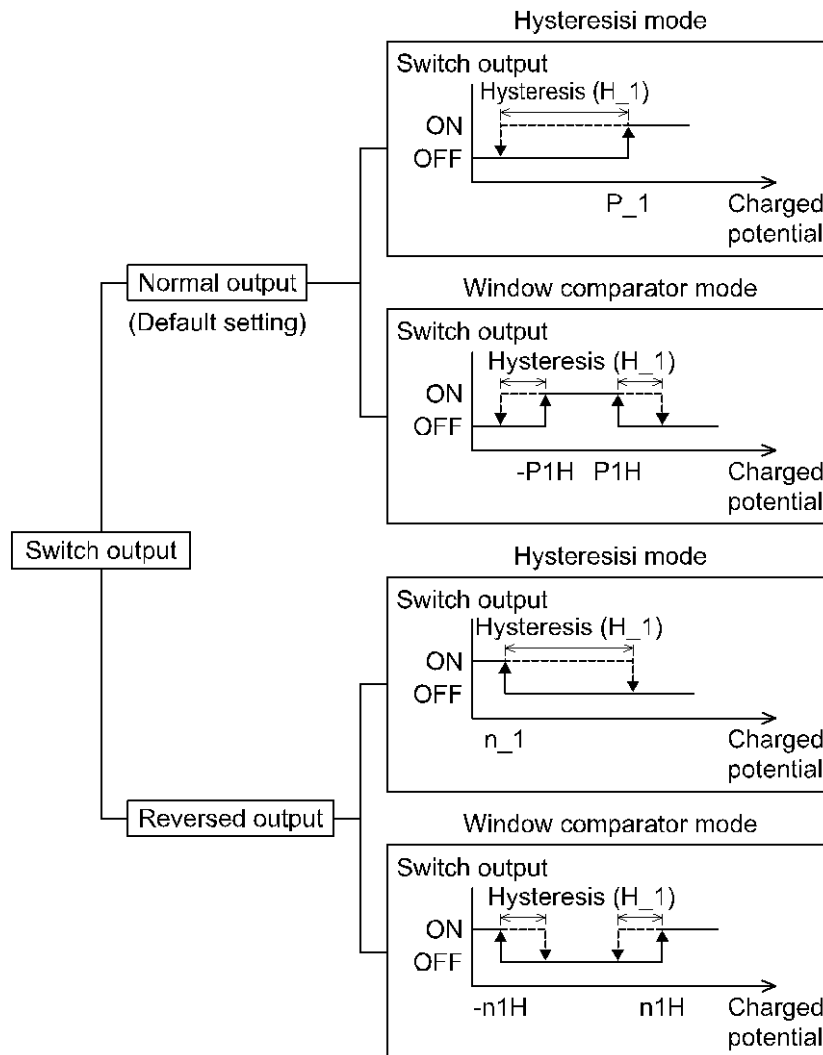 Hysteresisi mode
Switch output
Hysteresis (H_1)
ON
OFF
P_1
Charged
potential
Normal output
(Default setting)
Window comparator mode
Switch output
Hysteresis (H_1)
ON
OFF
-P1H P1H
Charged
potential
Switch output
Hysteresisi mode
Switch output
Hysteresis (H_1)
ON
OFF
n_1
Charged
potential
Reversed output
Window comparator mode
Switch output
Hysteresis (H_1)
ON
OFF
-n1H n1H
Charged
potential